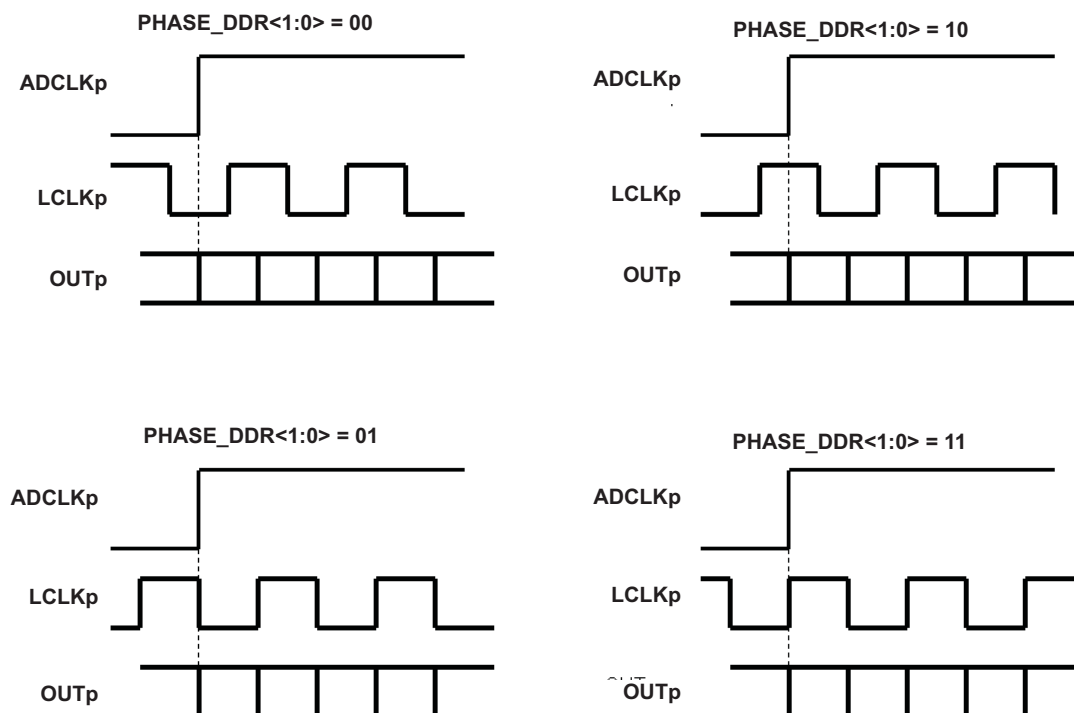 PHASE_DDR<1:0> = 00
ADCLKp
LCLKp
OUTp
PHASE_DDR<1:0> = 10
ADCLKp
LCLKp
OUTp
PHASE_DDR<1:0> = 01
ADCLKp
LCLKp
OUTp
PHASE_DDR<1:0> = 11
ADCLKp
LCLKp
OUTp